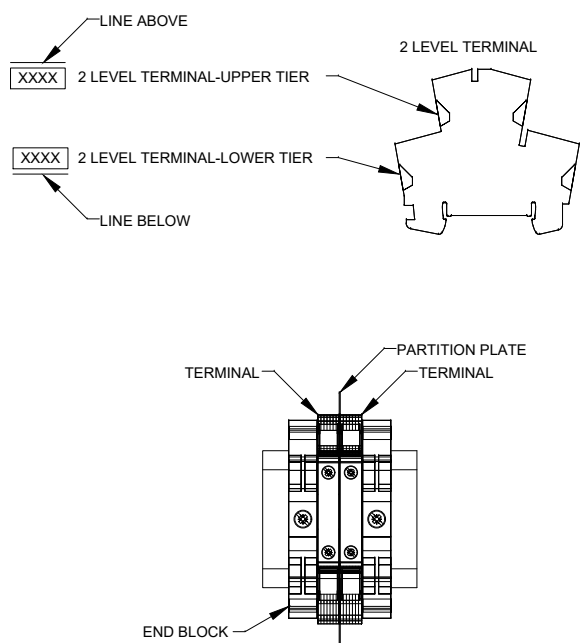 LINE ABOVE
2 LEVEL TERMINAL
XXXX 2 LEVEL TERMINAL-UPPER TIER
XXXX 2 LEVEL TERMINAL-LOWER TIER
LINE BELOW
PARTITION PLATE
TERMINAL TERMINAL
END BLOCK